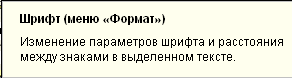 Шрифт (меню «Формат»)
Изменение параметров шрифта и расстояния
между знаками в выделенном тексте.